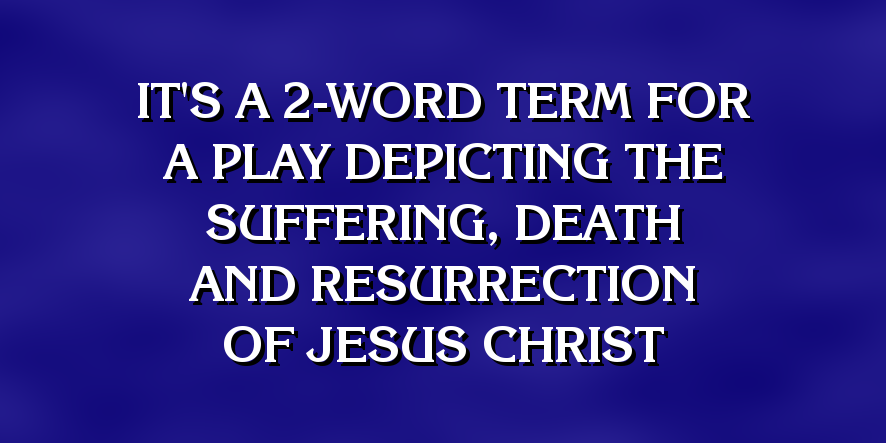 IT'S A 2-WORD TERM FOR
A PLAY DEPICTING THE
SUFFERING, DEATH
AND RESURRECTION
OF JESUS CHRIST